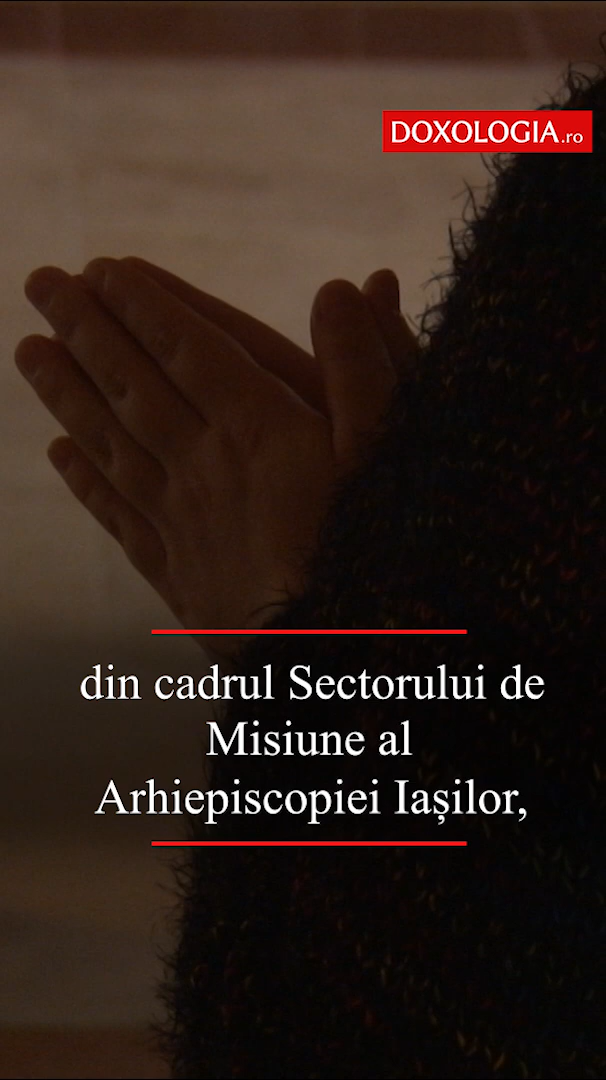 DOXOLOGIA.ro
din cadrul Sectorului de
Misiune al
Arhiepiscopiei Iașilor,